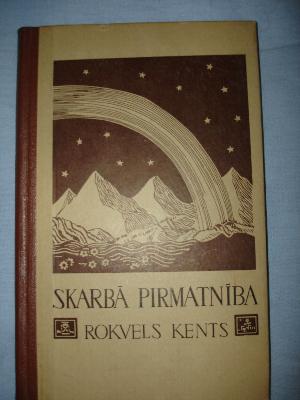 SKARBĀ PIRMATNĪBA
ROKVELS KENTS